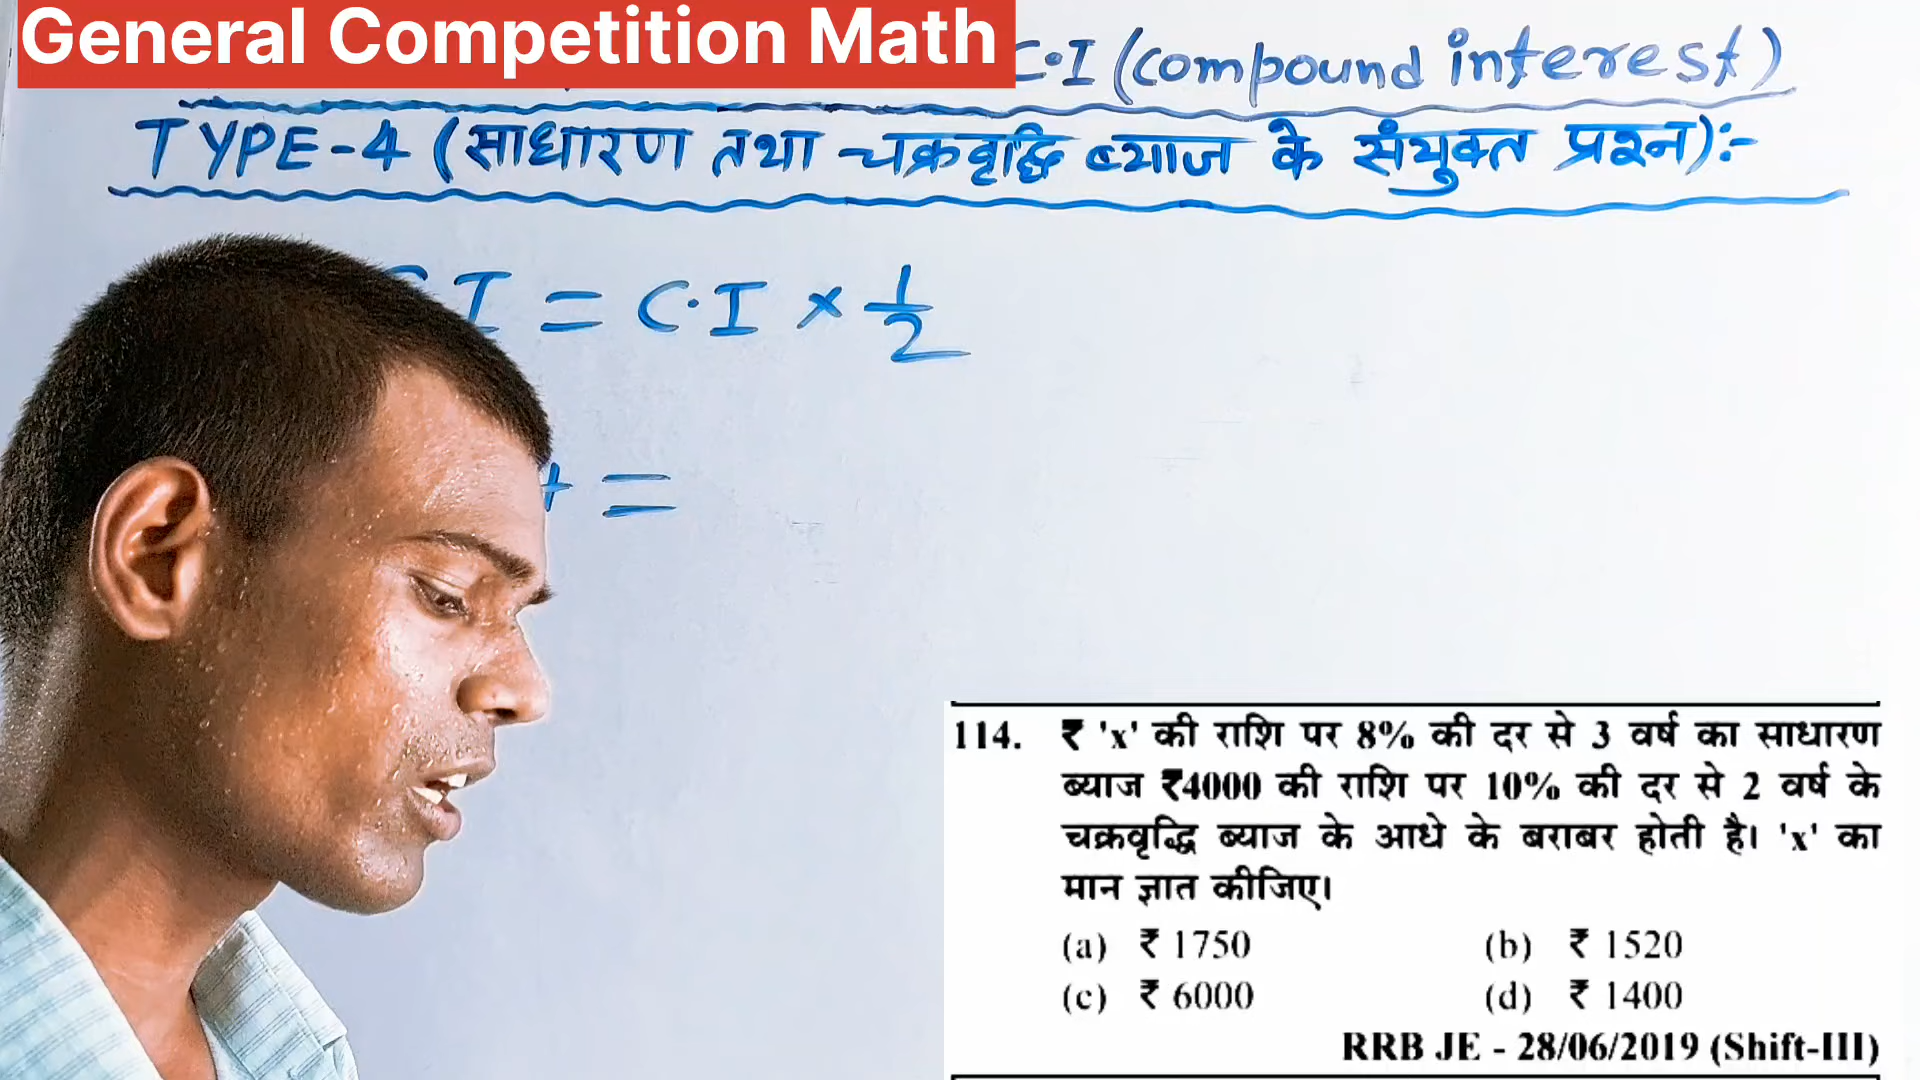 General Competition Math
C·I (compound interest)
TYPE-4 (साधारण तथा चक्रवृद्धि ब्याज के संयुक्त प्रश्न):-
I = C·I × 1/2
=
114. ₹ 'x' की राशि पर 8% की दर से 3 वर्ष का साधारण
ब्याज ₹4000 की राशि पर 10% की दर से 2 वर्ष के
चक्रवृद्धि ब्याज के आधे के बराबर होती है। 'x' का
मान ज्ञात कीजिए।
(a) ₹ 1750 (b) ₹ 1520
(c) ₹ 6000 (d) ₹ 1400
RRB JE - 28/06/2019 (Shift-III)